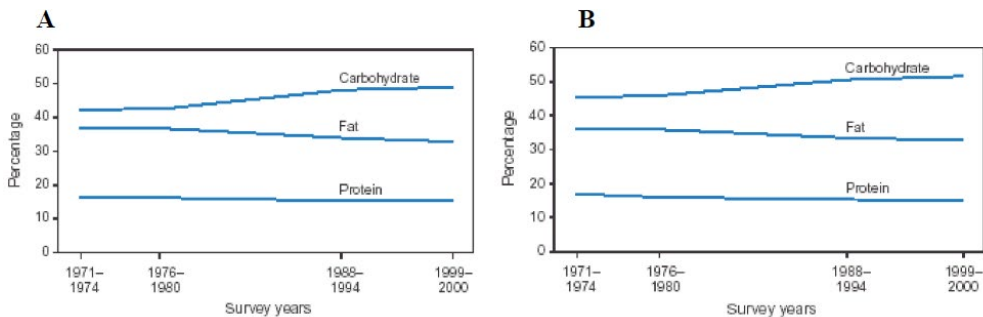 A
60
50
40
30
20
10
0
Percentage
Carbohydrate
Fat
Protein
1971–
1974
1976–
1980
1988–
1994
1999–
2000
Survey years
B
60
50
40
30
20
10
0
Percentage
Carbohydrate
Fat
Protein
1971–
1974
1976–
1980
1988–
1994
1999–
2000
Survey years